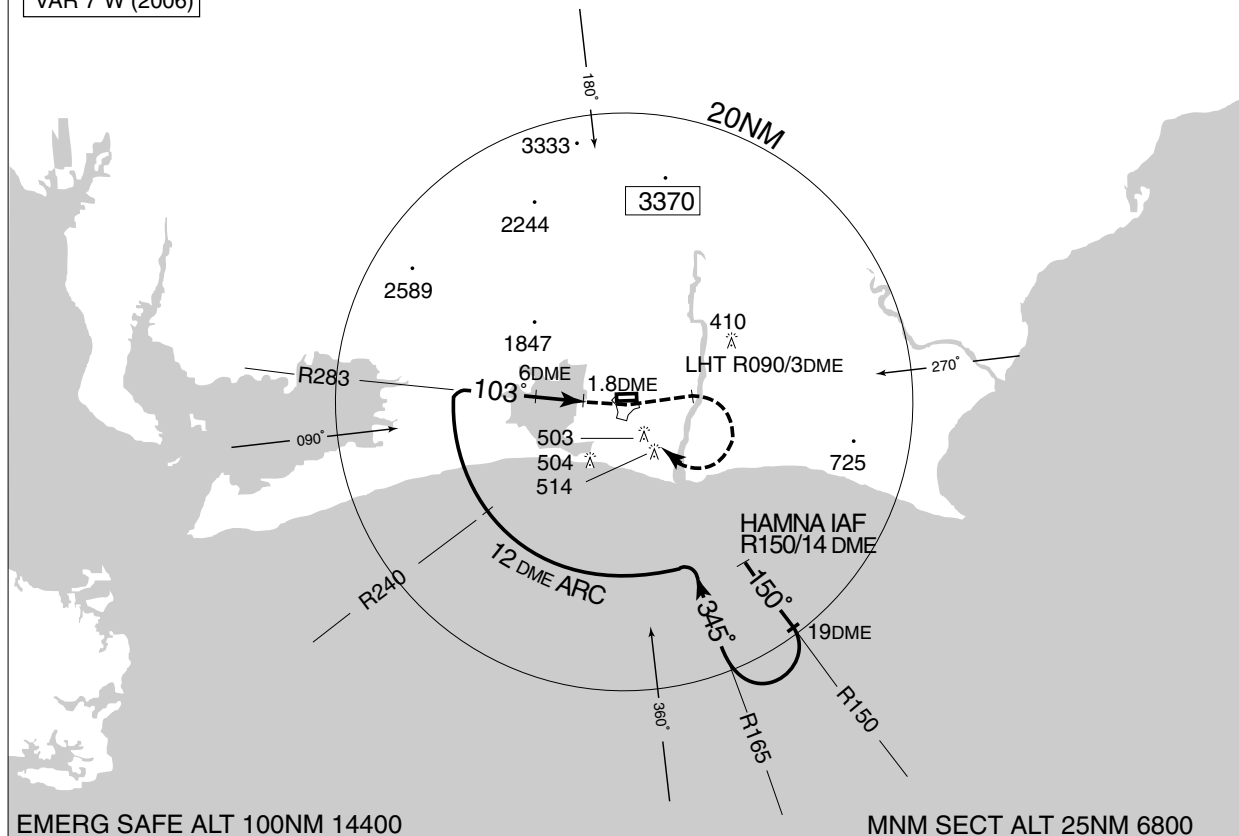 VAR 7 W (2006)
180°
20NM
3333
3370
2244
2589
410
1847
LHT R090/3DME
270°
R283
6DME
103°
1.8DME
090°
503
504
514
725
HAMNA IAF
R150/14 DME
12 DME ARC
150°
R240
345°
19DME
360°
R150
R165
EMERG SAFE ALT 100NM 14400
MNM SECT ALT 25NM 6800